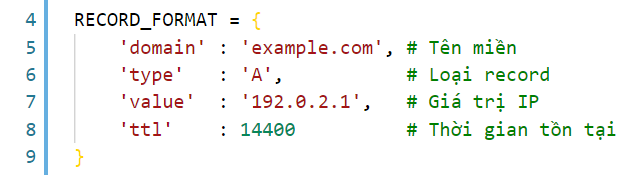 4 RECORD_FORMAT = {
5     'domain' : 'example.com', # Tên miền
6     'type'   : 'A',           # Loại record
7     'value'  : '192.0.2.1',   # Giá trị IP
8     'ttl'    : 14400          # Thời gian tồn tại
9 }